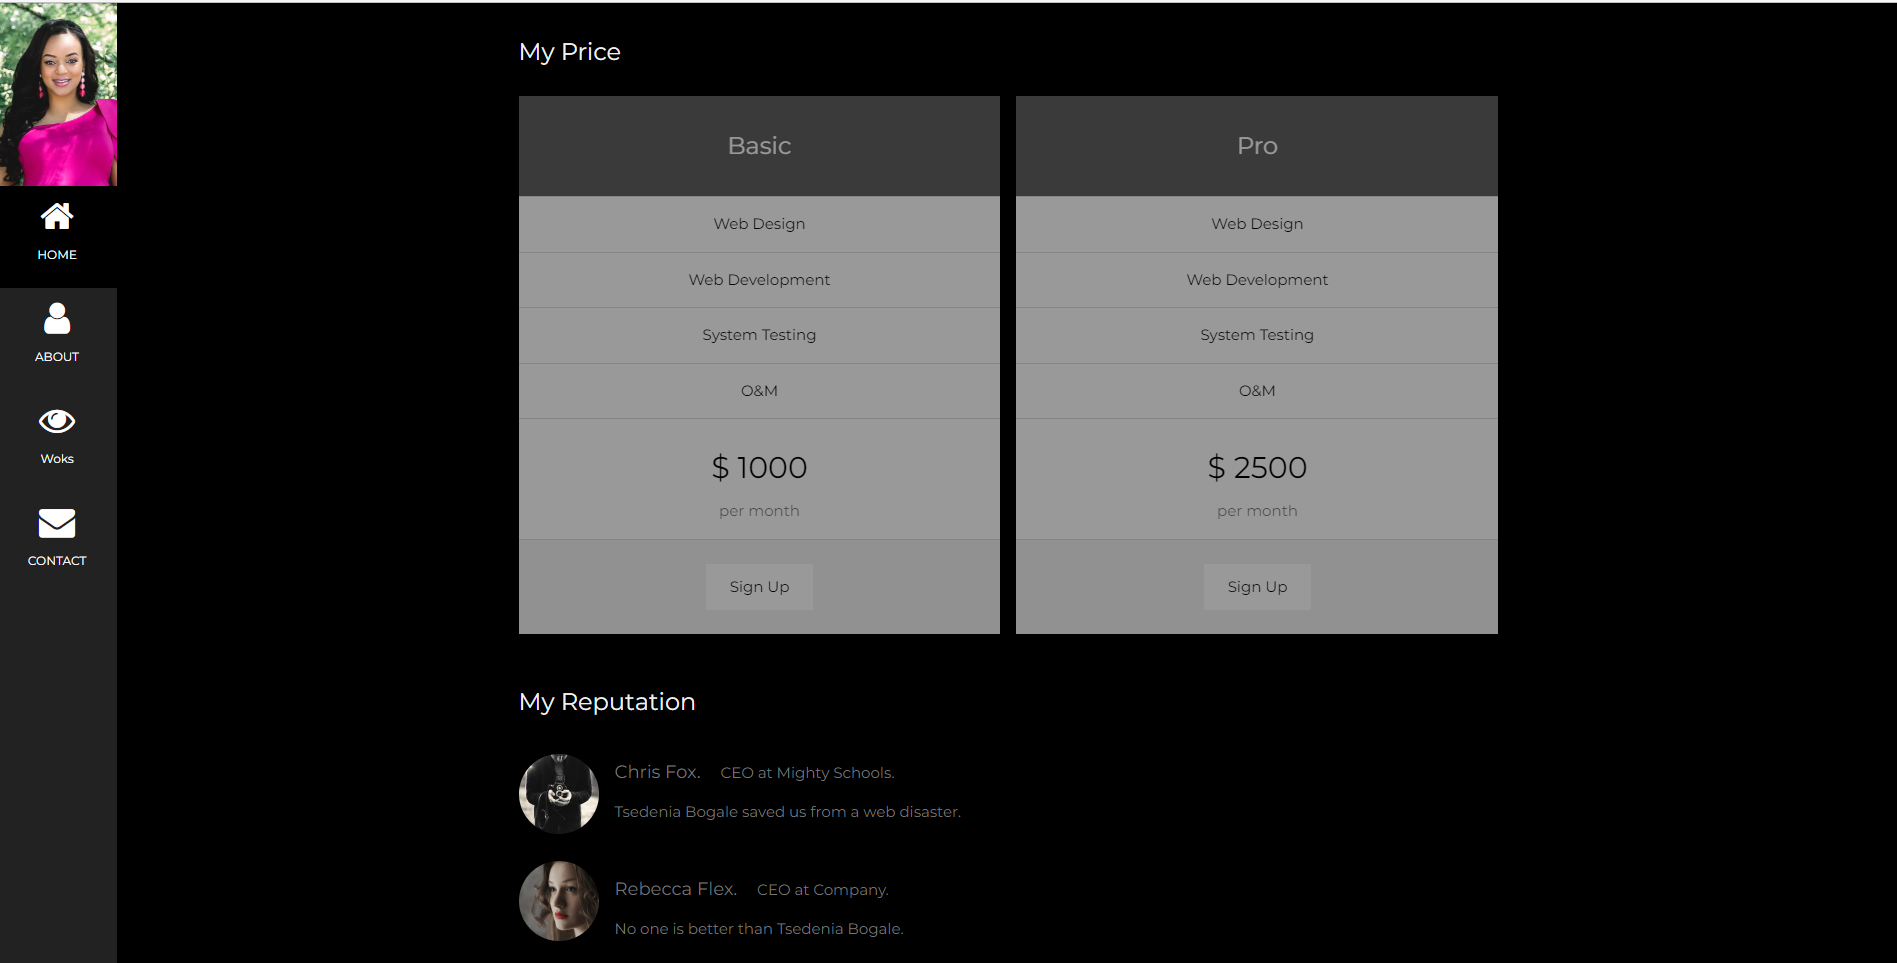 HOME
ABOUT
Woks
CONTACT
My Price
Basic
Web Design
Web Development
System Testing
O&M
$ 1000
per month
Sign Up
Pro
Web Design
Web Development
System Testing
O&M
$ 2500
per month
Sign Up
My Reputation
Chris Fox. CEO at Mighty Schools.
Tsedenia Bogale saved us from a web disaster.
Rebecca Flex. CEO at Company.
No one is better than Tsedenia Bogale.